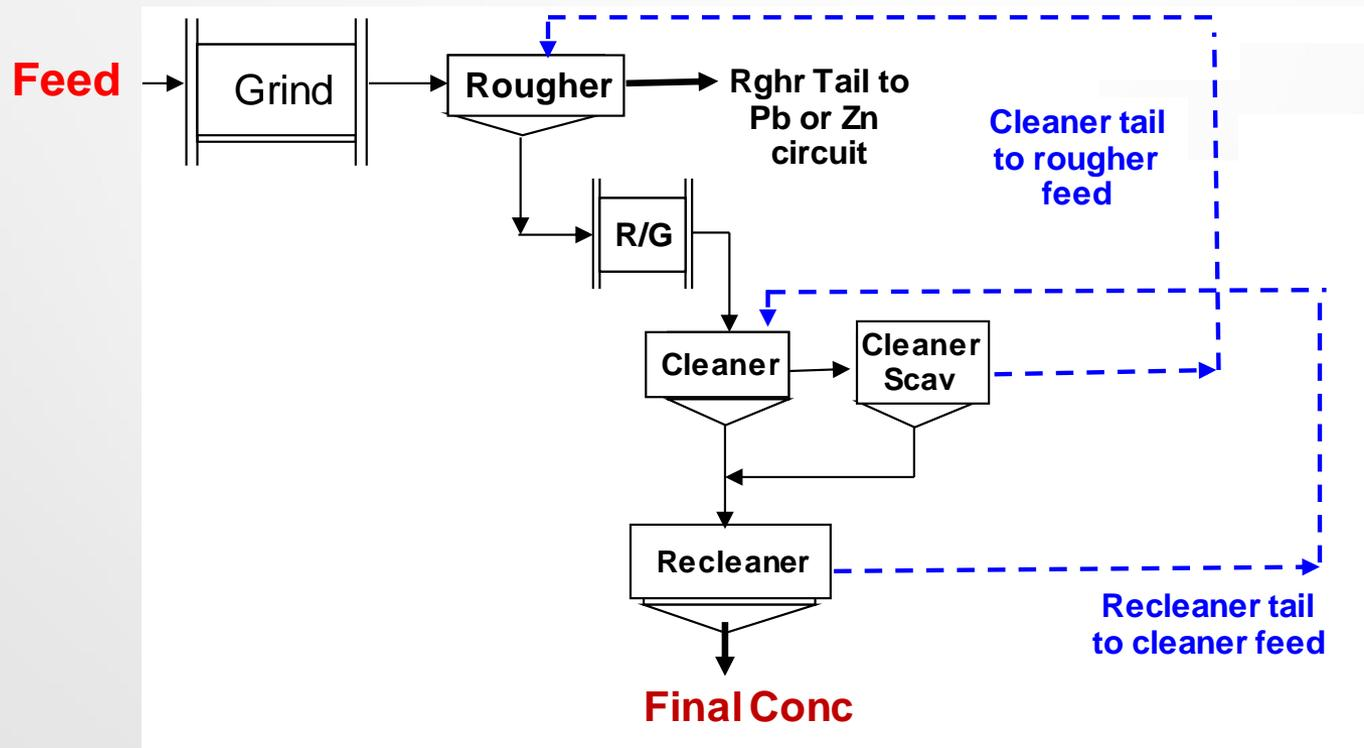 Feed
Grind
Rougher
Rghr Tail to
Pb or Zn
circuit
Cleaner tail
to rougher
feed
R/G
Cleaner
Cleaner
Scav
Recleaner
Recleaner tail
to cleaner feed
Final Conc